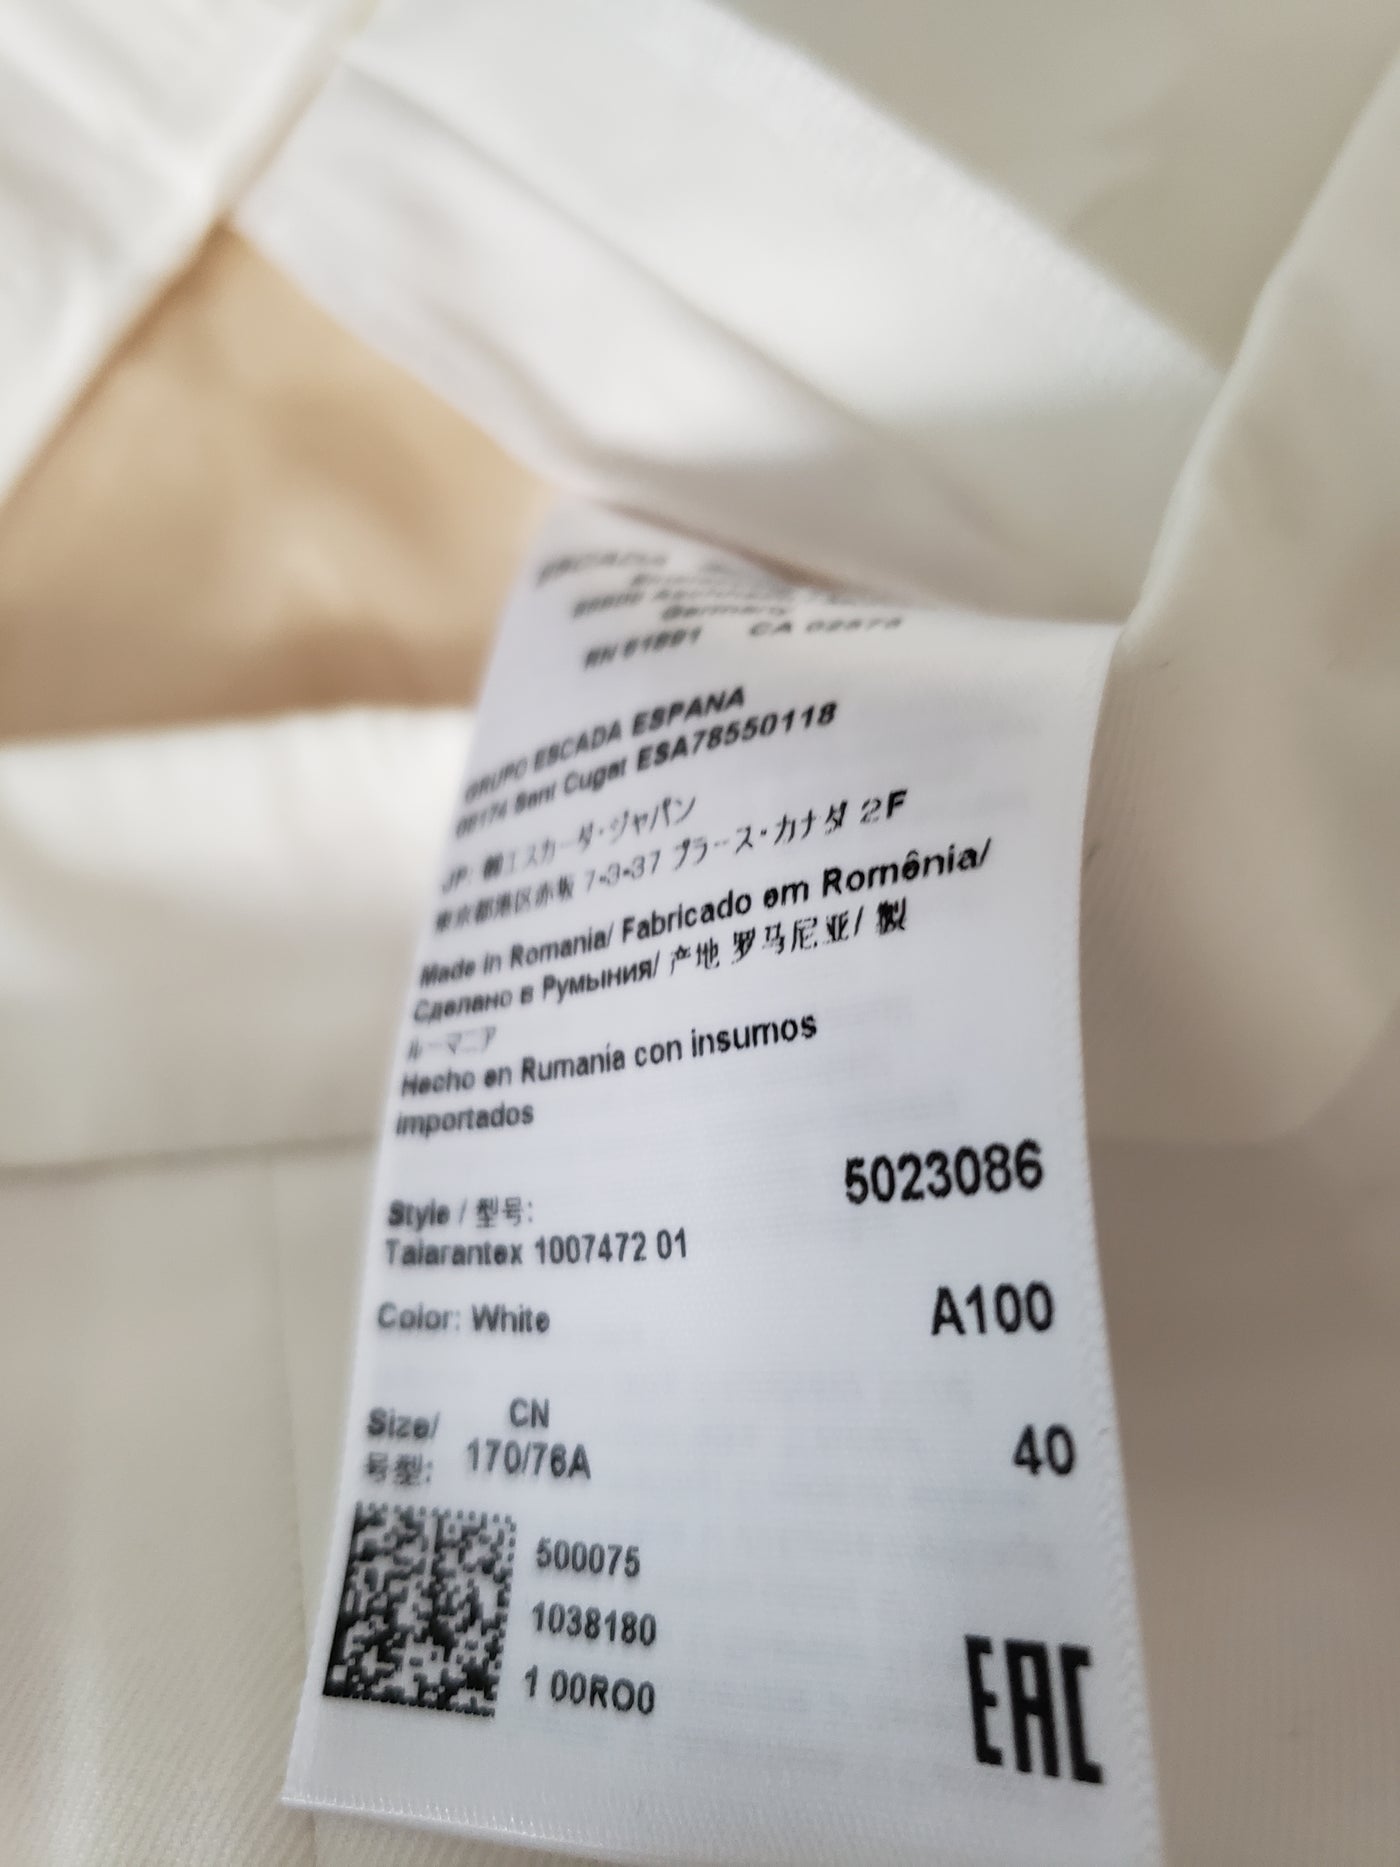 ESCADA
Germany
RN 61891 CA 02574
GRUPO ESCADA ESPANA
08174 Sant Cugat ESA78550118
JP: ㈱エスカーダ・ジャパン
東京都港区赤坂 7-3-37 プラース・カナダ 2F
Made in Romania/ Fabricado em Romênia/
Сделано в Румыния/ 产地 罗马尼亚/ 製
ルーマニア
Hecho en Rumanía con insumos
importados
5023086
Style / 型号:
Talarantex 1007472 01
Color: White A100
Size/ CN
号型: 170/76A 40
500075
1038180
1 00RO0
EAC